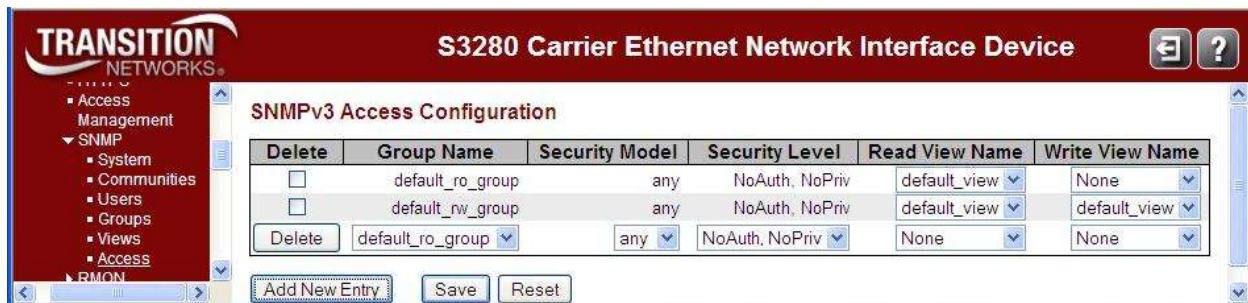 TRANSITION
NETWORKS®
S3280 Carrier Ethernet Network Interface Device
?
Access
Management
SNMP
System
Communities
Users
Groups
Views
Access
RMON
SNMPv3 Access Configuration
Delete Group Name Security Model Security Level Read View Name Write View Name
default_ro_group any NoAuth, NoPriv default_view None
default_rw_group any NoAuth, NoPriv default_view default_view
Delete default_ro_group any NoAuth, NoPriv None None
Add New Entry Save Reset